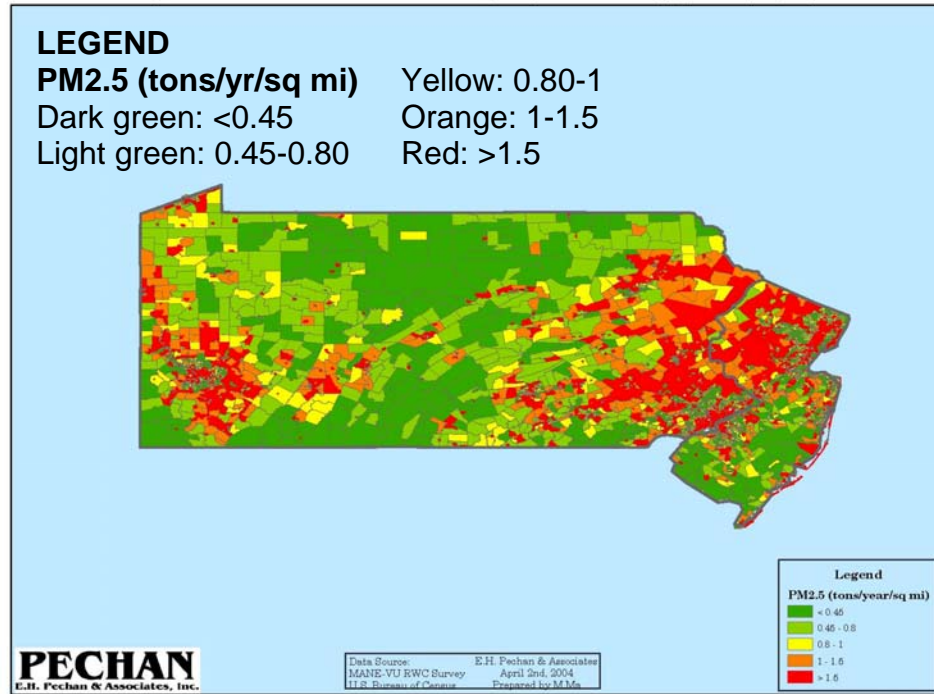 LEGEND
PM2.5 (tons/yr/sq mi) Yellow: 0.80-1
Dark green: <0.45 Orange: 1-1.5
Light green: 0.45-0.80 Red: >1.5
Legend
PM2.5 (tons/year/sq mi)
< 0.45
0.45 - 0.8
0.8 - 1
1 - 1.5
> 1.5
PECHAN
E.H. Pechan & Associates, Inc.
Data Source: E.H. Pechan & Associates
MANE-VU RWC Survey April 2nd, 2004
U.S. Bureau of Census Prepared by M.Ma